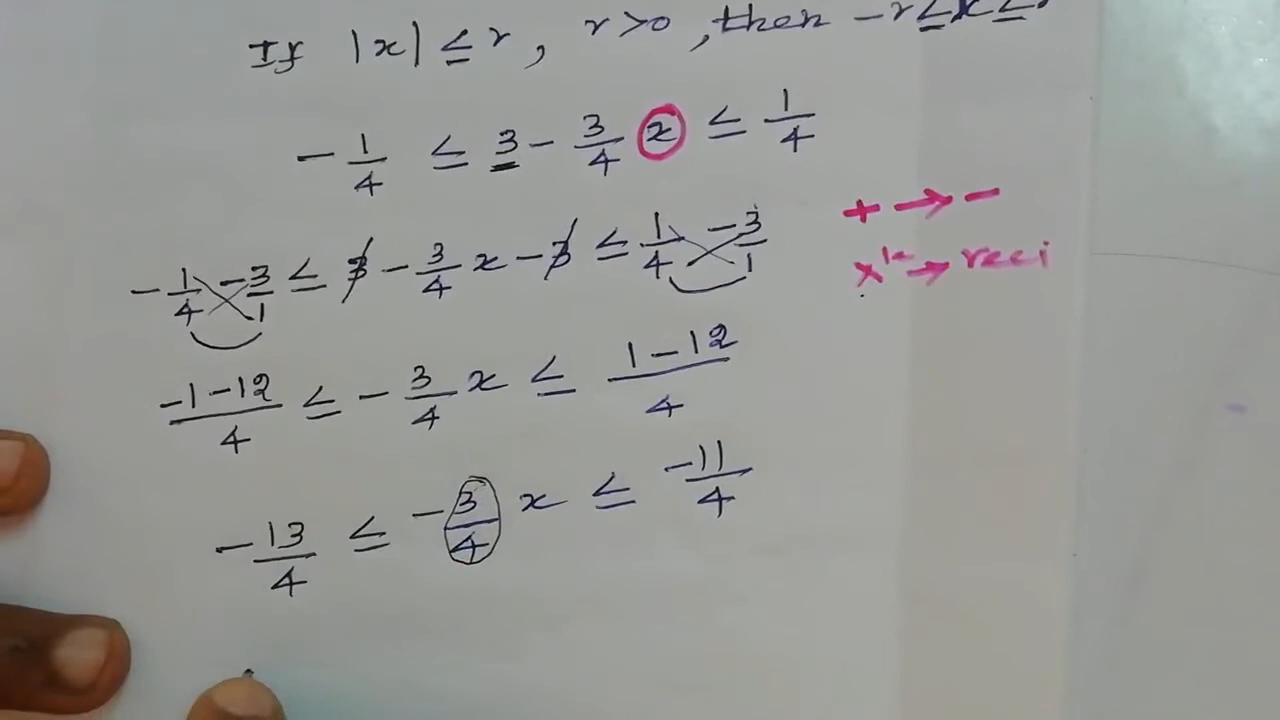 If |x| ≤ r, r>0, then -r ≤ x ≤
-1/4 ≤ 3 - 3/4 x ≤ 1/4
+ → -
-1/4 -3/1 ≤ 3 - 3/4 x - 3 ≤ 1/4 -3/1
x^k → reci
-1-12/4 ≤ -3/4 x ≤ 1-12/4
-13/4 ≤ -3/4 x ≤ -11/4